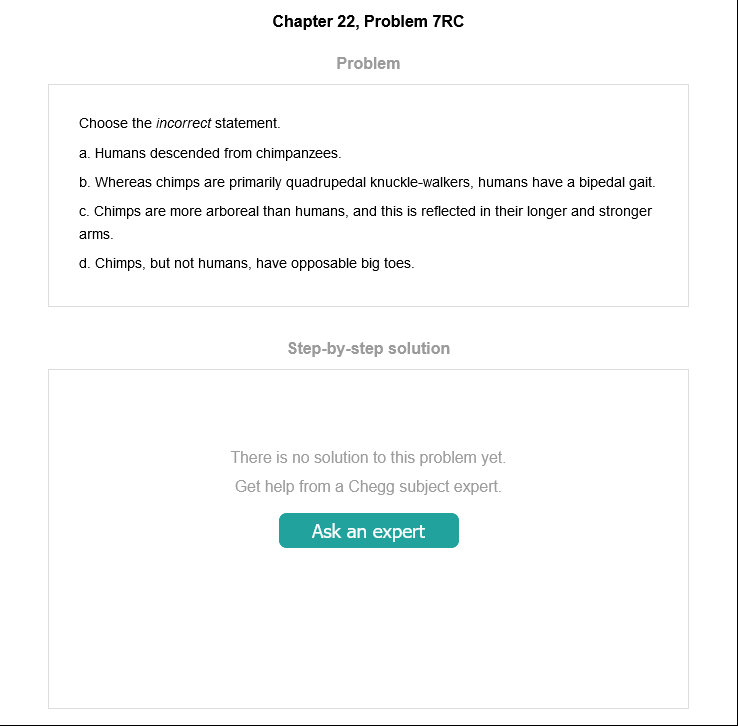 Chapter 22, Problem 7RC
Problem
Choose the incorrect statement.
a. Humans descended from chimpanzees.
b. Whereas chimps are primarily quadrupedal knuckle-walkers, humans have a bipedal gait.
c. Chimps are more arboreal than humans, and this is reflected in their longer and stronger
arms.
d. Chimps, but not humans, have opposable big toes.
Step-by-step solution
There is no solution to this problem yet.
Get help from a Chegg subject expert.
Ask an expert